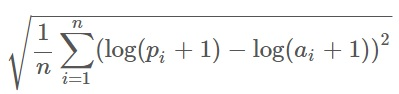 √(1/n ∑_{i=1}^{n} (log(p_i + 1) − log(a_i + 1))²)